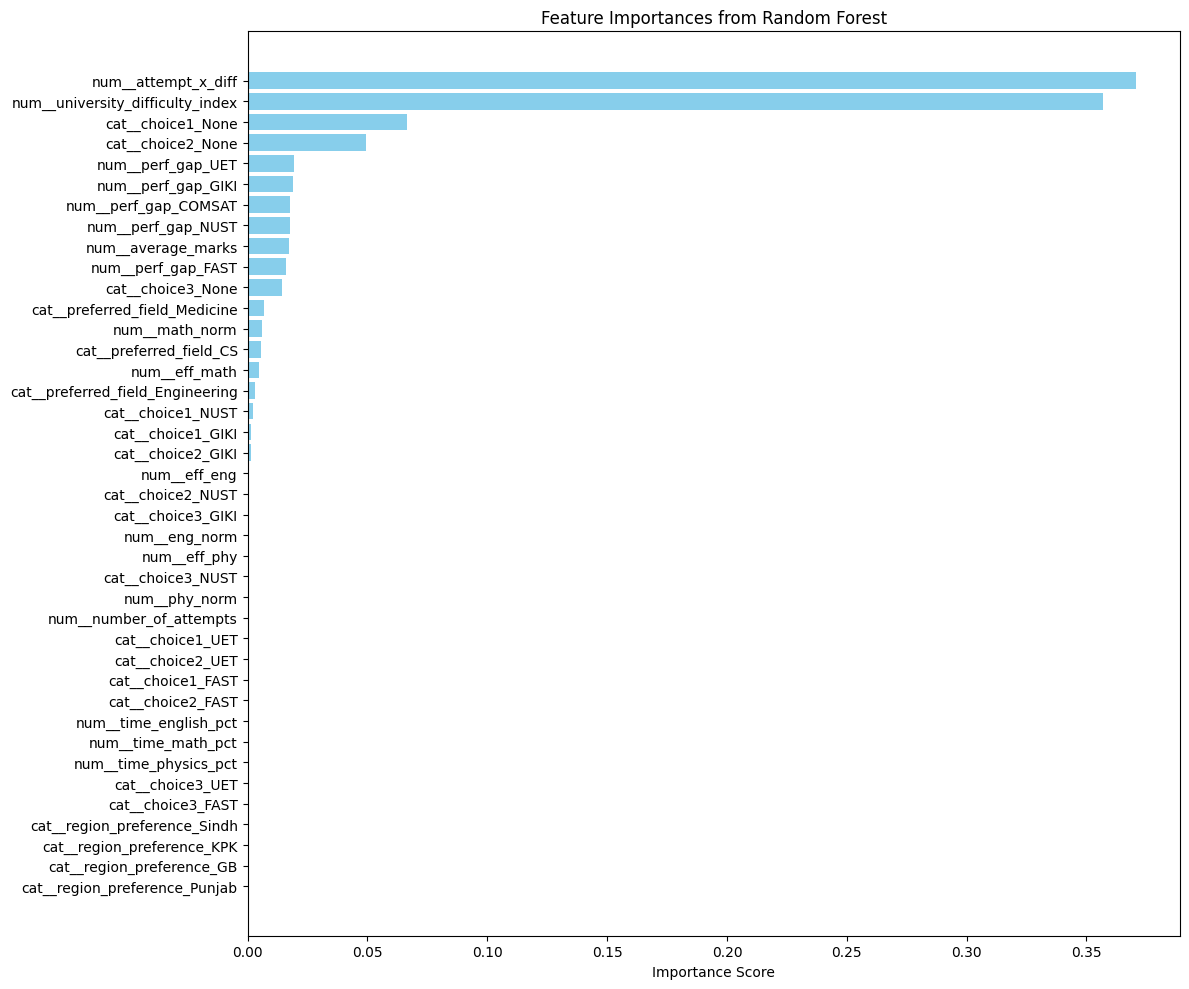 Feature Importances from Random Forest
num__attempt_x_diff
num__university_difficulty_index
cat__choice1_None
cat__choice2_None
num__perf_gap_UET
num__perf_gap_GIKI
num__perf_gap_COMSAT
num__perf_gap_NUST
num__average_marks
num__perf_gap_FAST
cat__choice3_None
cat__preferred_field_Medicine
num__math_norm
cat__preferred_field_CS
num__eff_math
cat__preferred_field_Engineering
cat__choice1_NUST
cat__choice1_GIKI
cat__choice2_GIKI
num__eff_eng
cat__choice2_NUST
cat__choice3_GIKI
num__eng_norm
num__eff_phy
cat__choice3_NUST
num__phy_norm
num__number_of_attempts
cat__choice1_UET
cat__choice2_UET
cat__choice1_FAST
cat__choice2_FAST
num__time_english_pct
num__time_math_pct
num__time_physics_pct
cat__choice3_UET
cat__choice3_FAST
cat__region_preference_Sindh
cat__region_preference_KPK
cat__region_preference_GB
cat__region_preference_Punjab
0.00 0.05 0.10 0.15 0.20 0.25 0.30 0.35
Importance Score